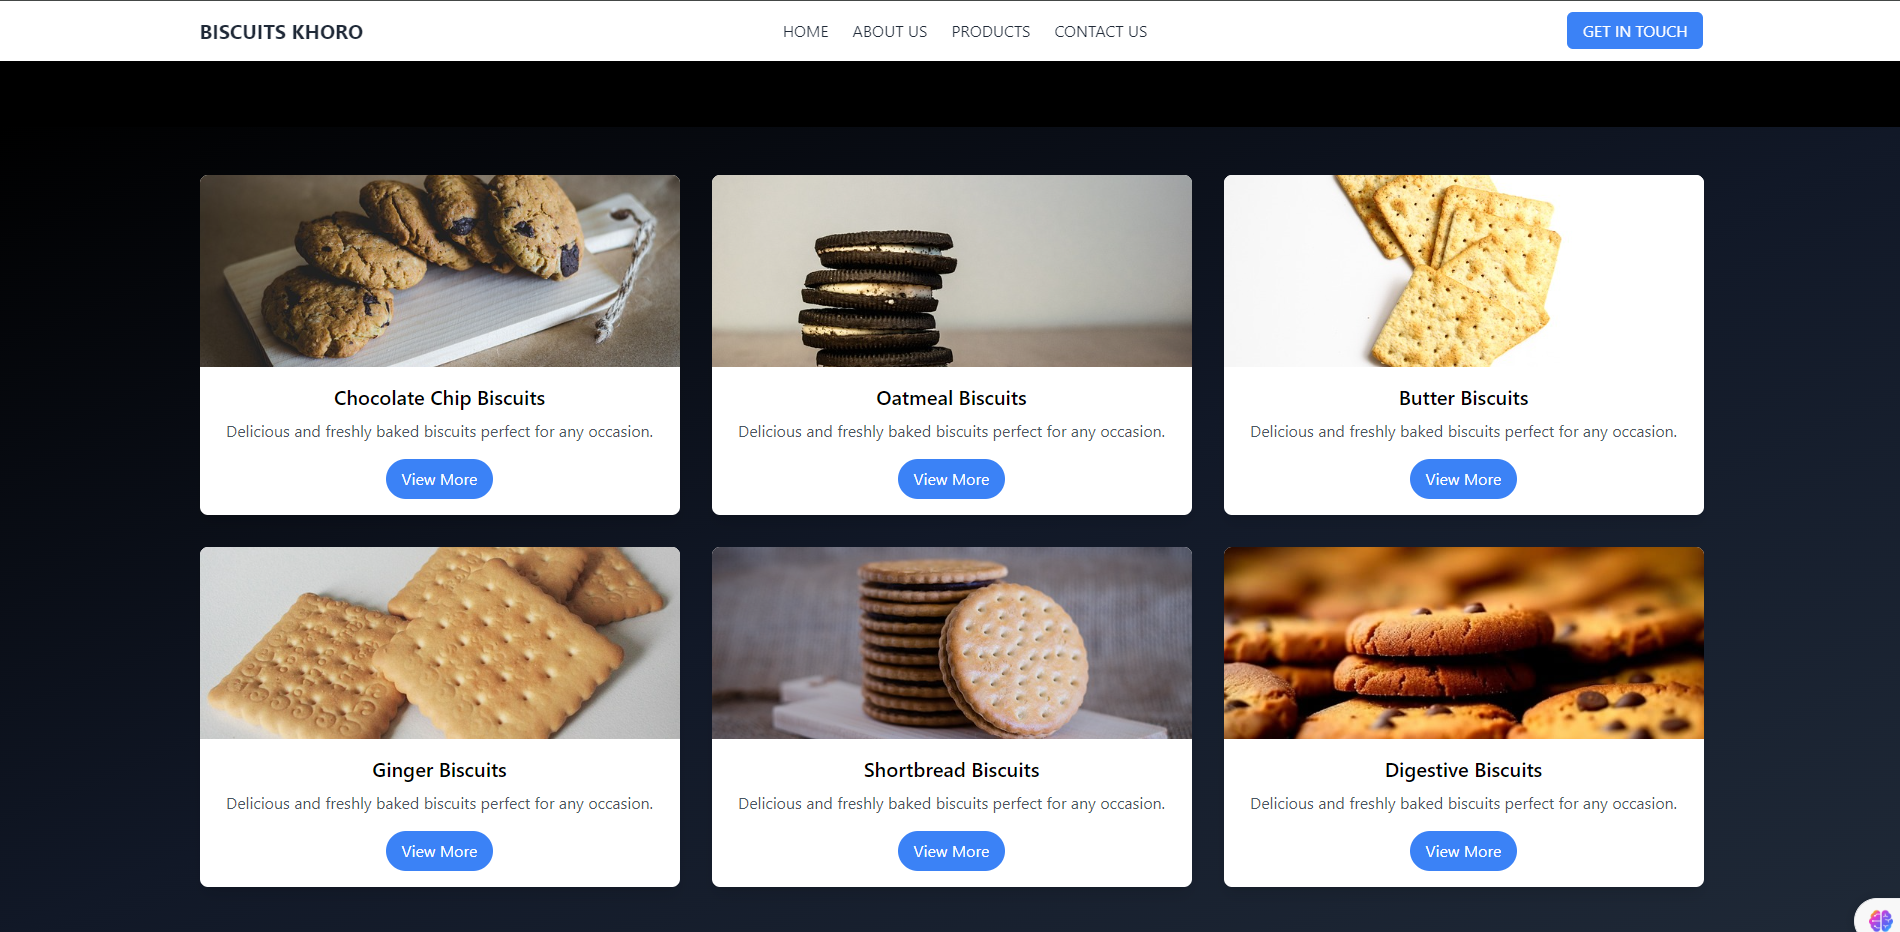 BISCUITS KHORO
HOME ABOUT US PRODUCTS CONTACT US
GET IN TOUCH
Chocolate Chip Biscuits
Delicious and freshly baked biscuits perfect for any occasion.
View More
Oatmeal Biscuits
Delicious and freshly baked biscuits perfect for any occasion.
View More
Butter Biscuits
Delicious and freshly baked biscuits perfect for any occasion.
View More
Ginger Biscuits
Delicious and freshly baked biscuits perfect for any occasion.
View More
Shortbread Biscuits
Delicious and freshly baked biscuits perfect for any occasion.
View More
Digestive Biscuits
Delicious and freshly baked biscuits perfect for any occasion.
View More